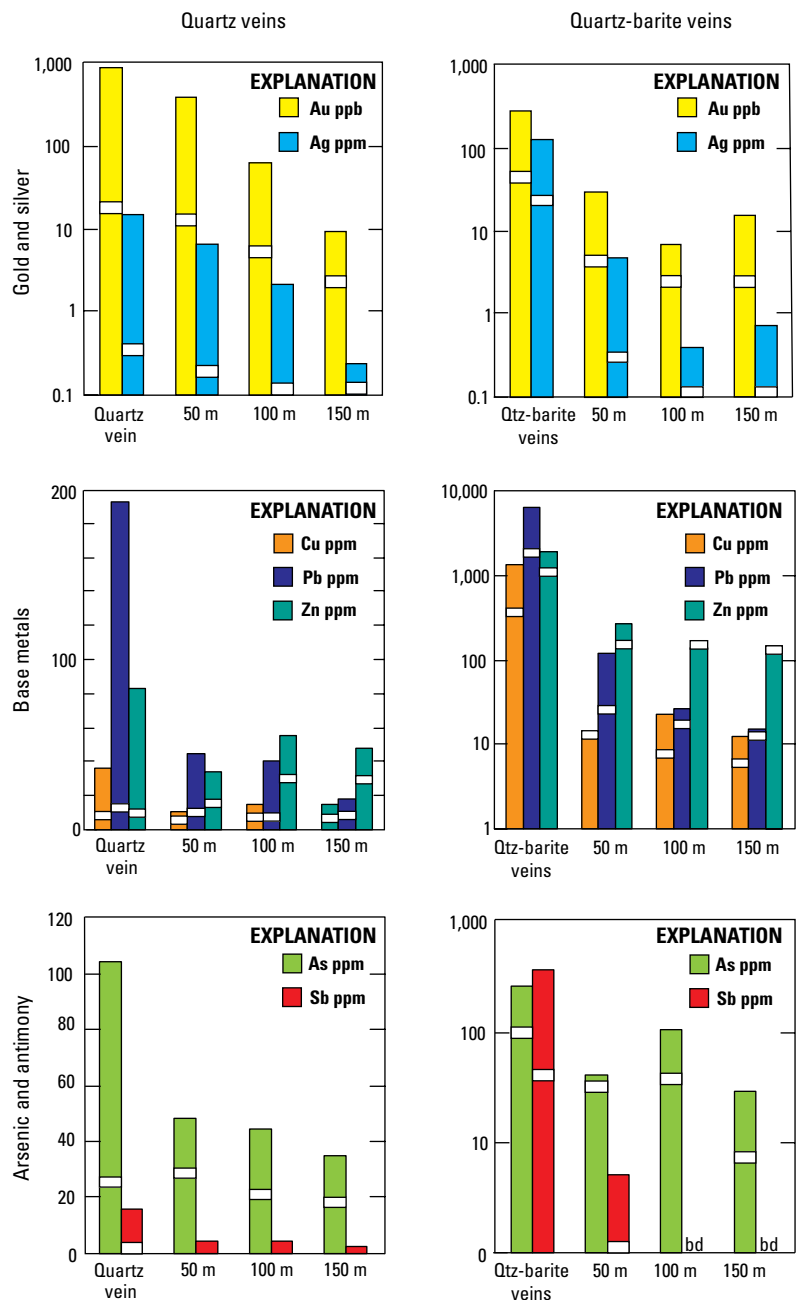 Quartz veins
Quartz-barite veins
Gold and silver
1,000
100
10
1
0.1
EXPLANATION
Au ppb
Ag ppm
Quartz vein
50 m
100 m
150 m
1,000
100
10
1
0.1
EXPLANATION
Au ppb
Ag ppm
Qtz-barite veins
50 m
100 m
150 m
Base metals
200
100
0
EXPLANATION
Cu ppm
Pb ppm
Zn ppm
Quartz vein
50 m
100 m
150 m
10,000
1,000
100
10
1
EXPLANATION
Cu ppm
Pb ppm
Zn ppm
Qtz-barite veins
50 m
100 m
150 m
Arsenic and antimony
120
100
80
60
40
20
0
EXPLANATION
As ppm
Sb ppm
Quartz vein
50 m
100 m
150 m
1,000
100
10
0
EXPLANATION
As ppm
Sb ppm
bd
bd
Qtz-barite veins
50 m
100 m
150 m